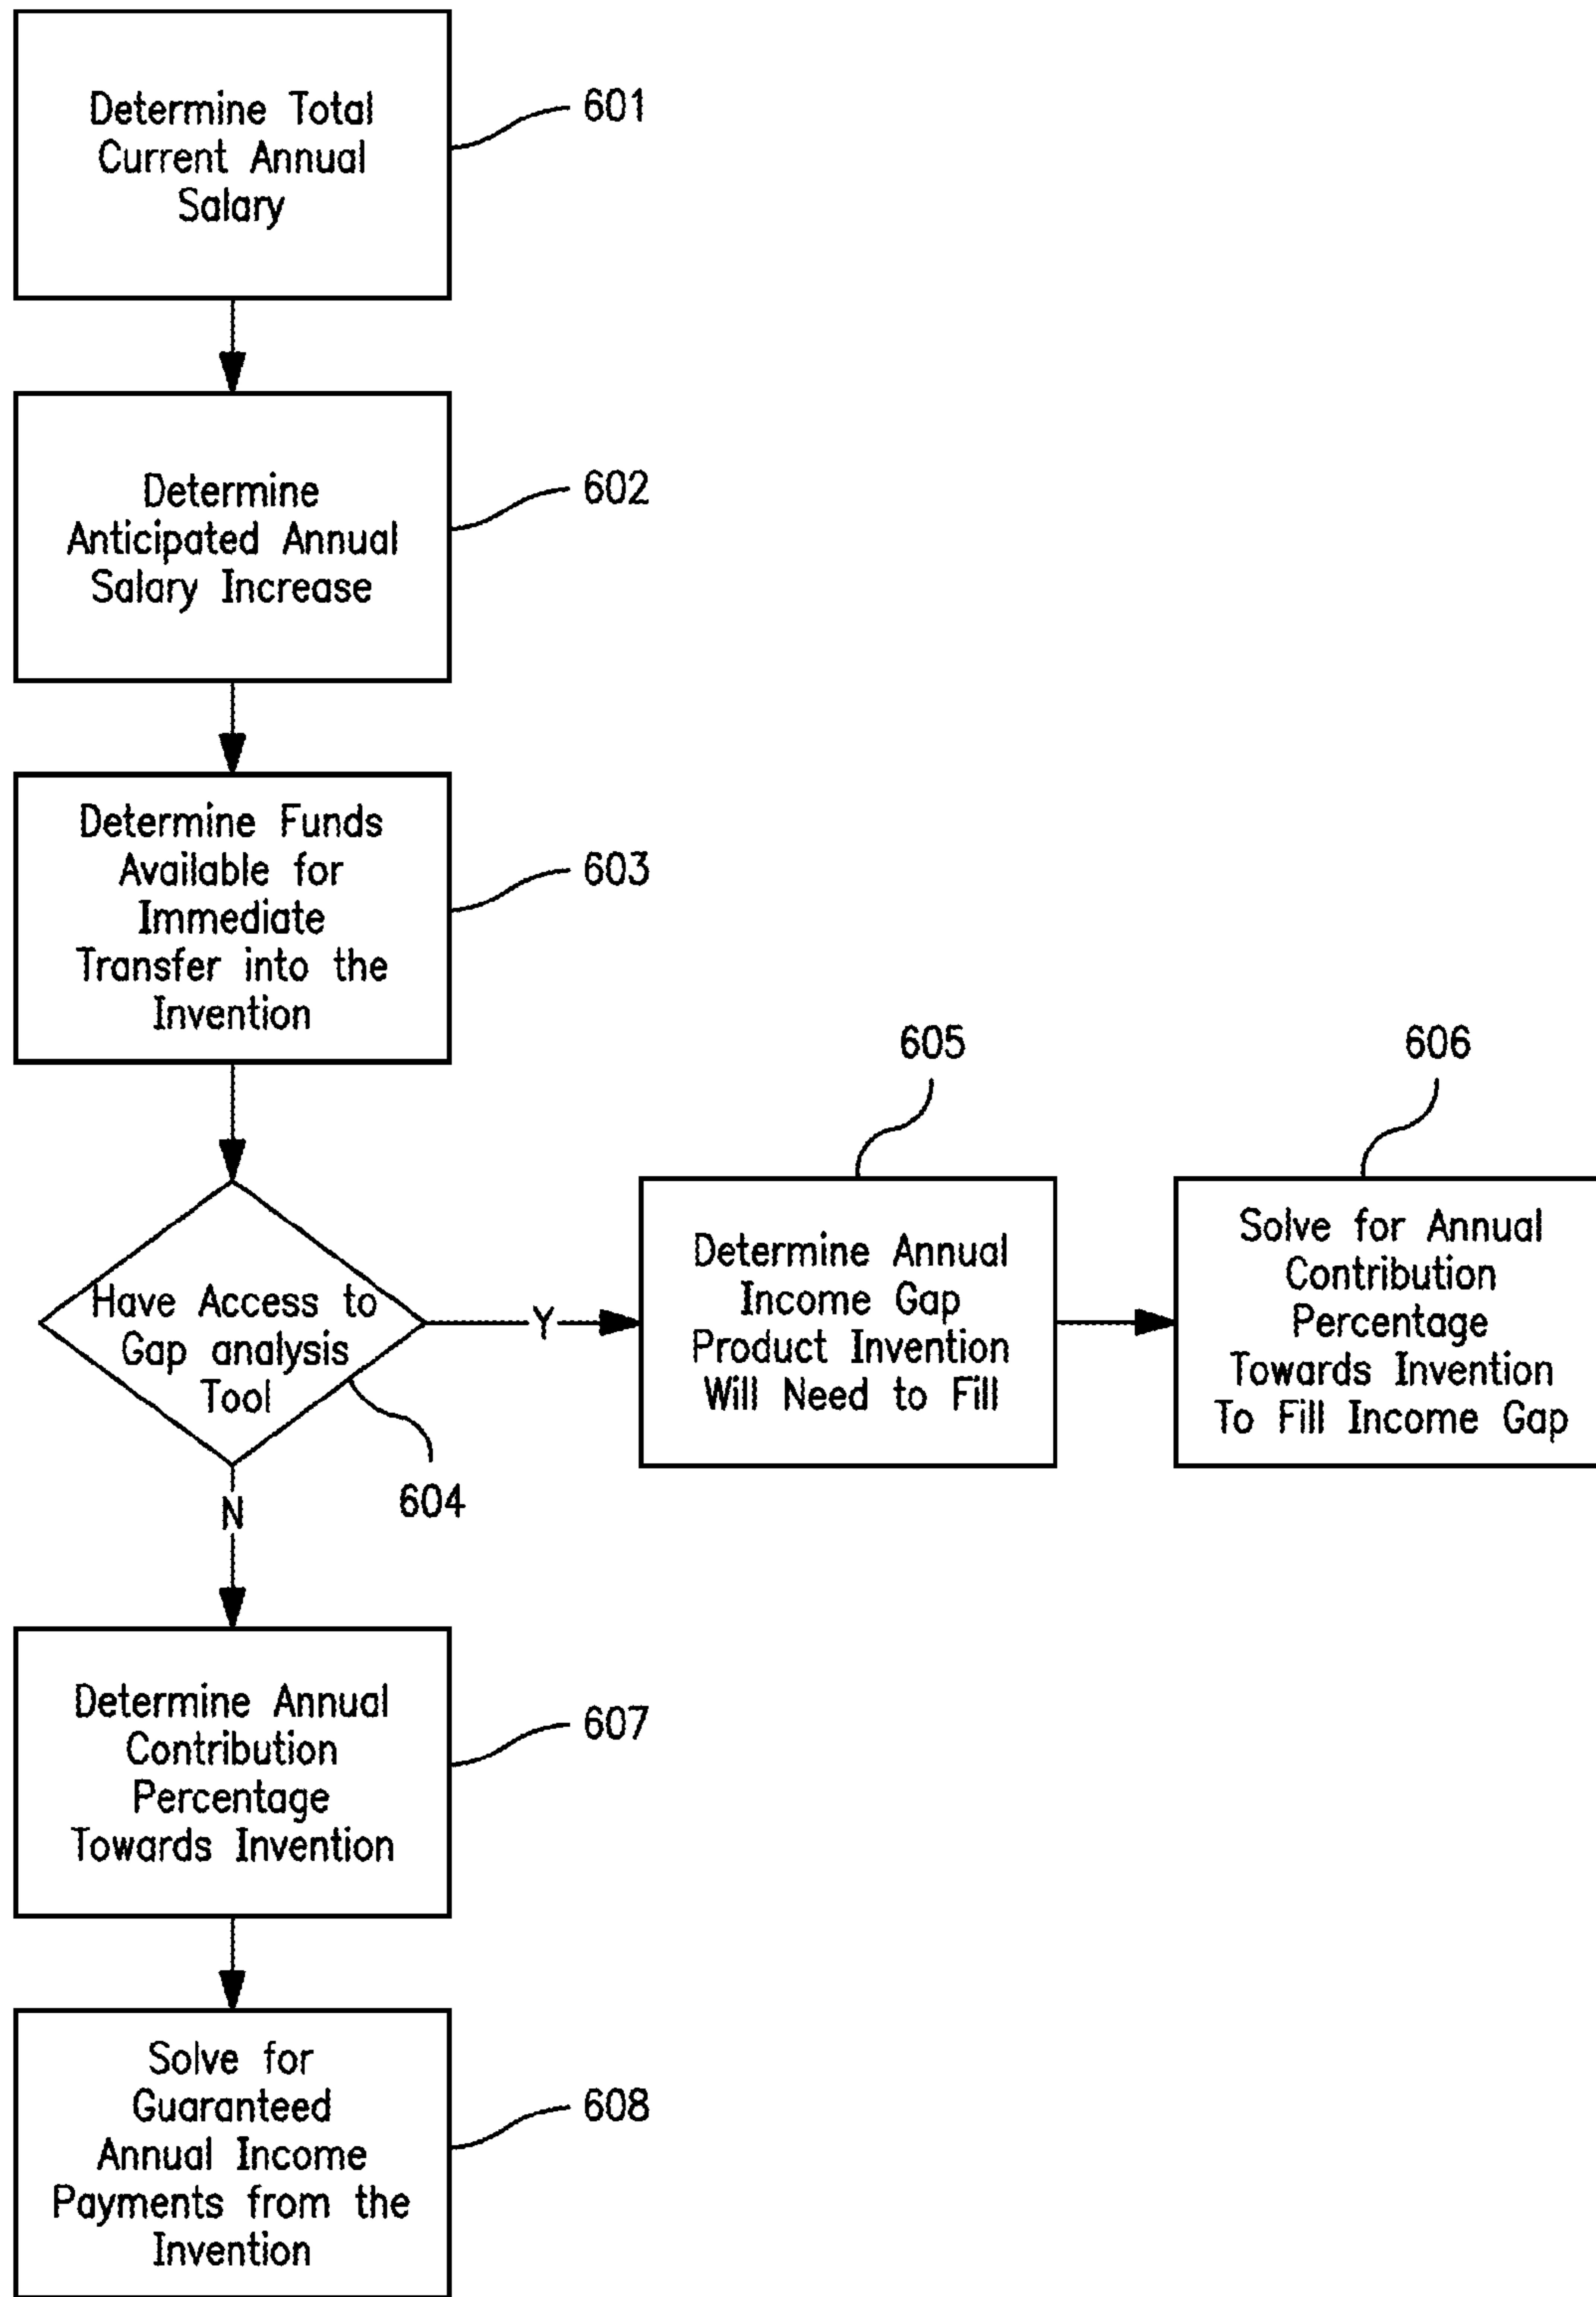 Determine Total
Current Annual
Salary
601
Determine
Anticipated Annual
Salary Increase
602
Determine Funds
Available for
Immediate
Transfer into the
Invention
603
Have Access to
Gap analysis
Tool
604
Y
605
Determine Annual
Income Gap
Product Invention
Will Need to Fill
606
Solve for Annual
Contribution
Percentage
Towards Invention
To Fill Income Gap
N
Determine Annual
Contribution
Percentage
Towards Invention
607
Solve for
Guaranteed
Annual Income
Payments from the
Invention
608